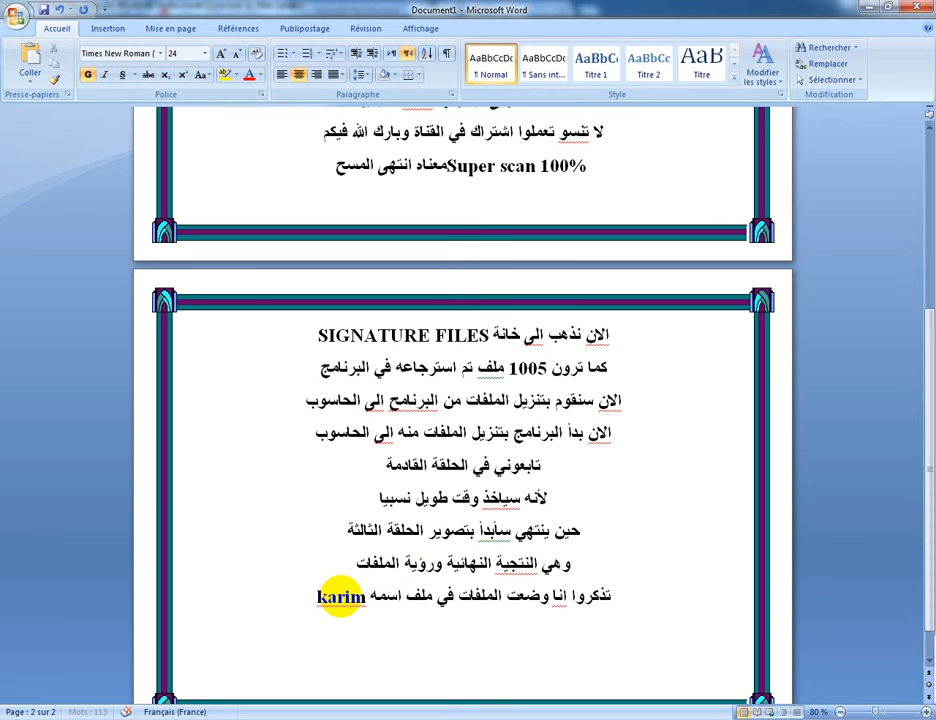 Document1 - Microsoft Word
Accueil
Insertion
Mise en page
Références
Publipostage
Révision
Affichage
Coller
Times New Roman (
24
AaBbCcDc
AaBbCcDc
AaBbC
AaBbCc
AaB
¶ Normal
¶ Sans int...
Titre 1
Titre 2
Titre
Modifier les styles
Rechercher
Remplacer
Sélectionner
Presse-papiers
Police
Paragraphe
Style
Modification
لا تنسو تعملوا اشتراك في القناة وبارك الله فيكم
Super scan 100%معناه انتهى المسح
الان نذهب الى خانة SIGNATURE FILES
كما ترون 1005 ملف تم استرجاعه في البرنامج
الان سنقوم بتنزيل الملفات من البرنامح الى الحاسوب
الان بدأ البرنامج بتنزيل الملفات منه الى الحاسوب
تابعوني في الحلقة القادمة
لأنه سياخذ وقت طويل نسبيا
حين ينتهي سأبدأ بتصوير الحلقة الثالثة
وهي النتجية النهائية ورؤية الملفات
تذكروا انا وضعت الملفات في ملف اسمه karim
Page : 2 sur 2
Mots : 113
Français (France)
80 %